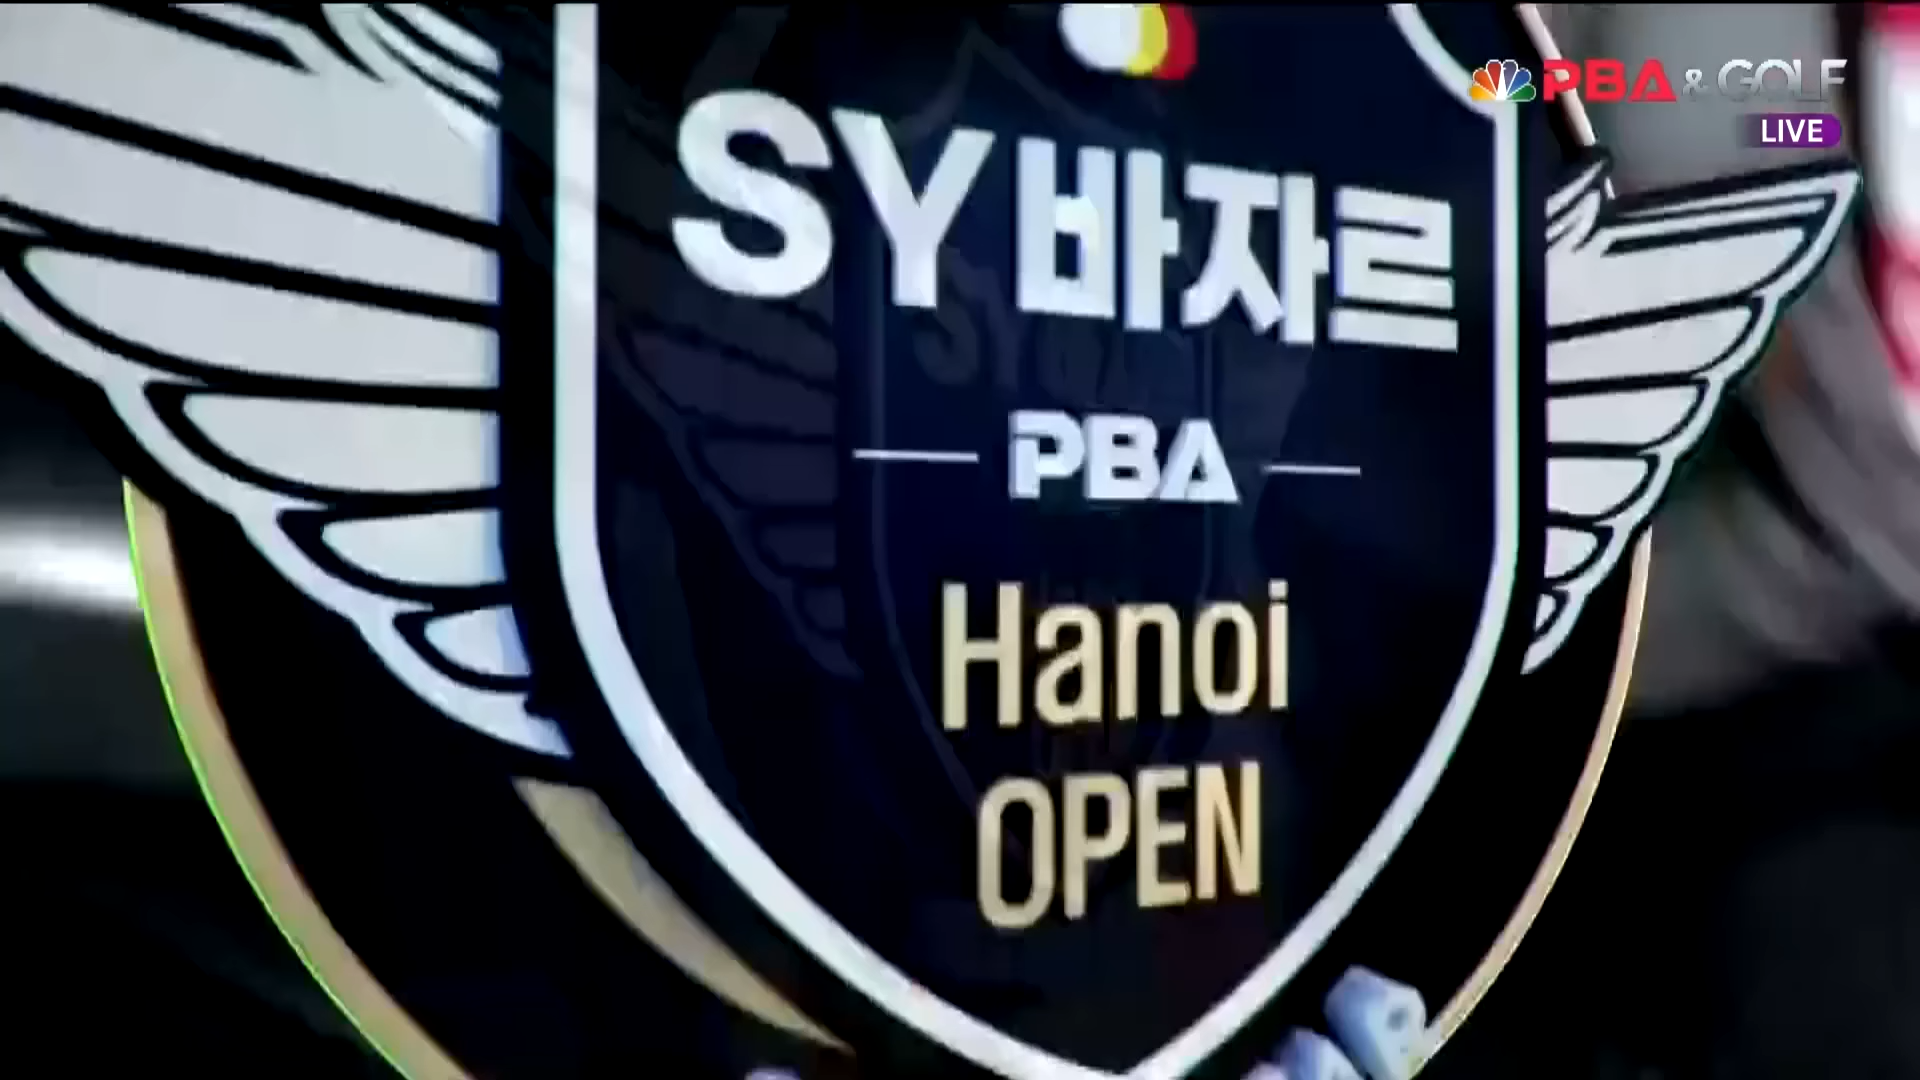 PBA & GOLF
LIVE
SY 바자르
PBA
Hanoi
OPEN